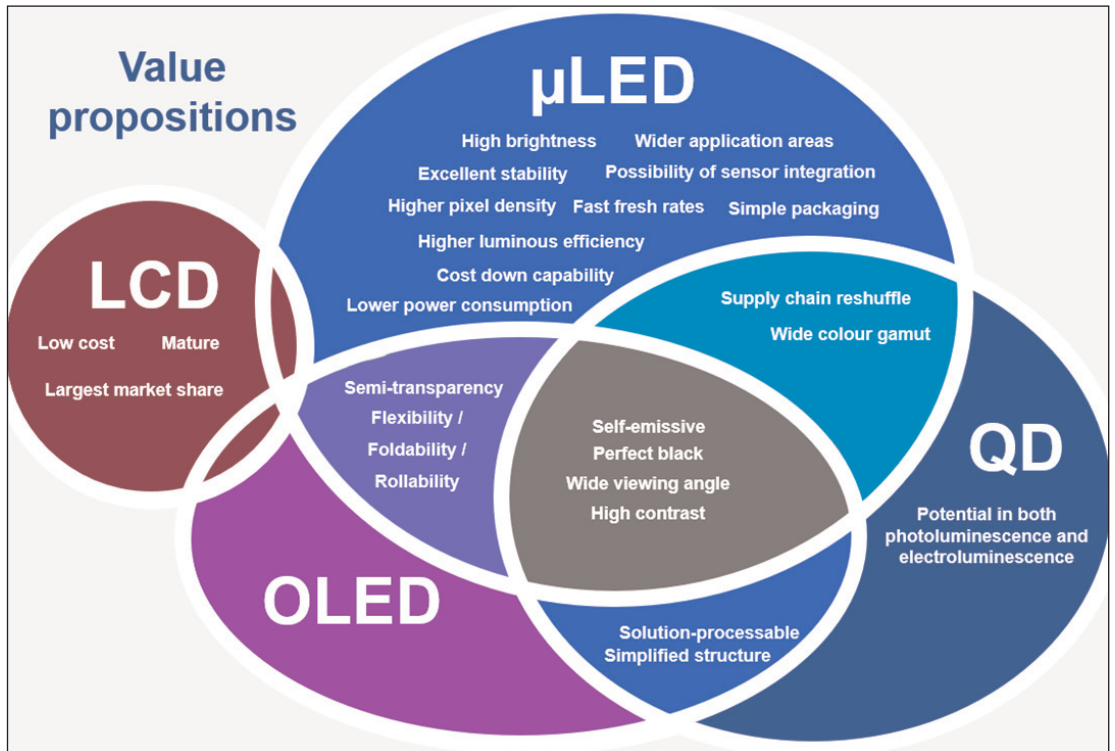 Value
propositions
µLED
High brightness
Wider application areas
Excellent stability
Possibility of sensor integration
Higher pixel density
Fast fresh rates
Simple packaging
Higher luminous efficiency
Cost down capability
Lower power consumption
LCD
Low cost
Mature
Largest market share
Supply chain reshuffle
Wide colour gamut
Semi-transparency
Flexibility /
Foldability /
Rollability
Self-emissive
Perfect black
Wide viewing angle
High contrast
QD
Potential in both
photoluminescence and
electroluminescence
OLED
Solution-processable
Simplified structure